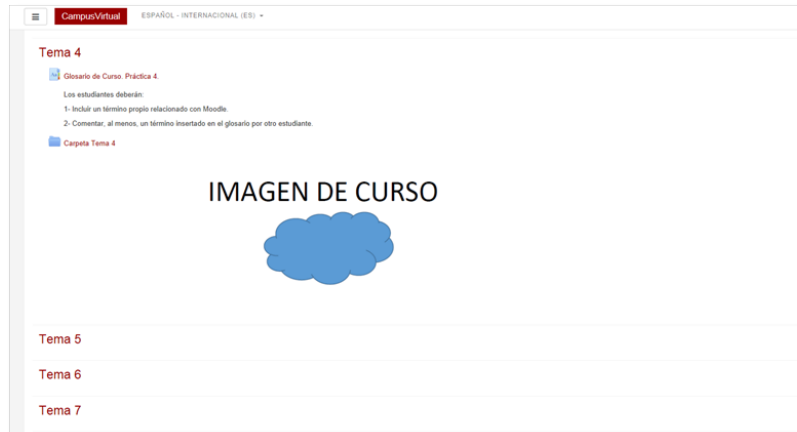 CampusVirtual ESPAÑOL - INTERNACIONAL (ES)
Tema 4
Glosario de Curso. Práctica 4.
Los estudiantes deberán:
1- Incluir un término propio relacionado con Moodle.
2- Comentar, al menos, un término insertado en el glosario por otro estudiante.
Carpeta Tema 4
IMAGEN DE CURSO
Tema 5
Tema 6
Tema 7